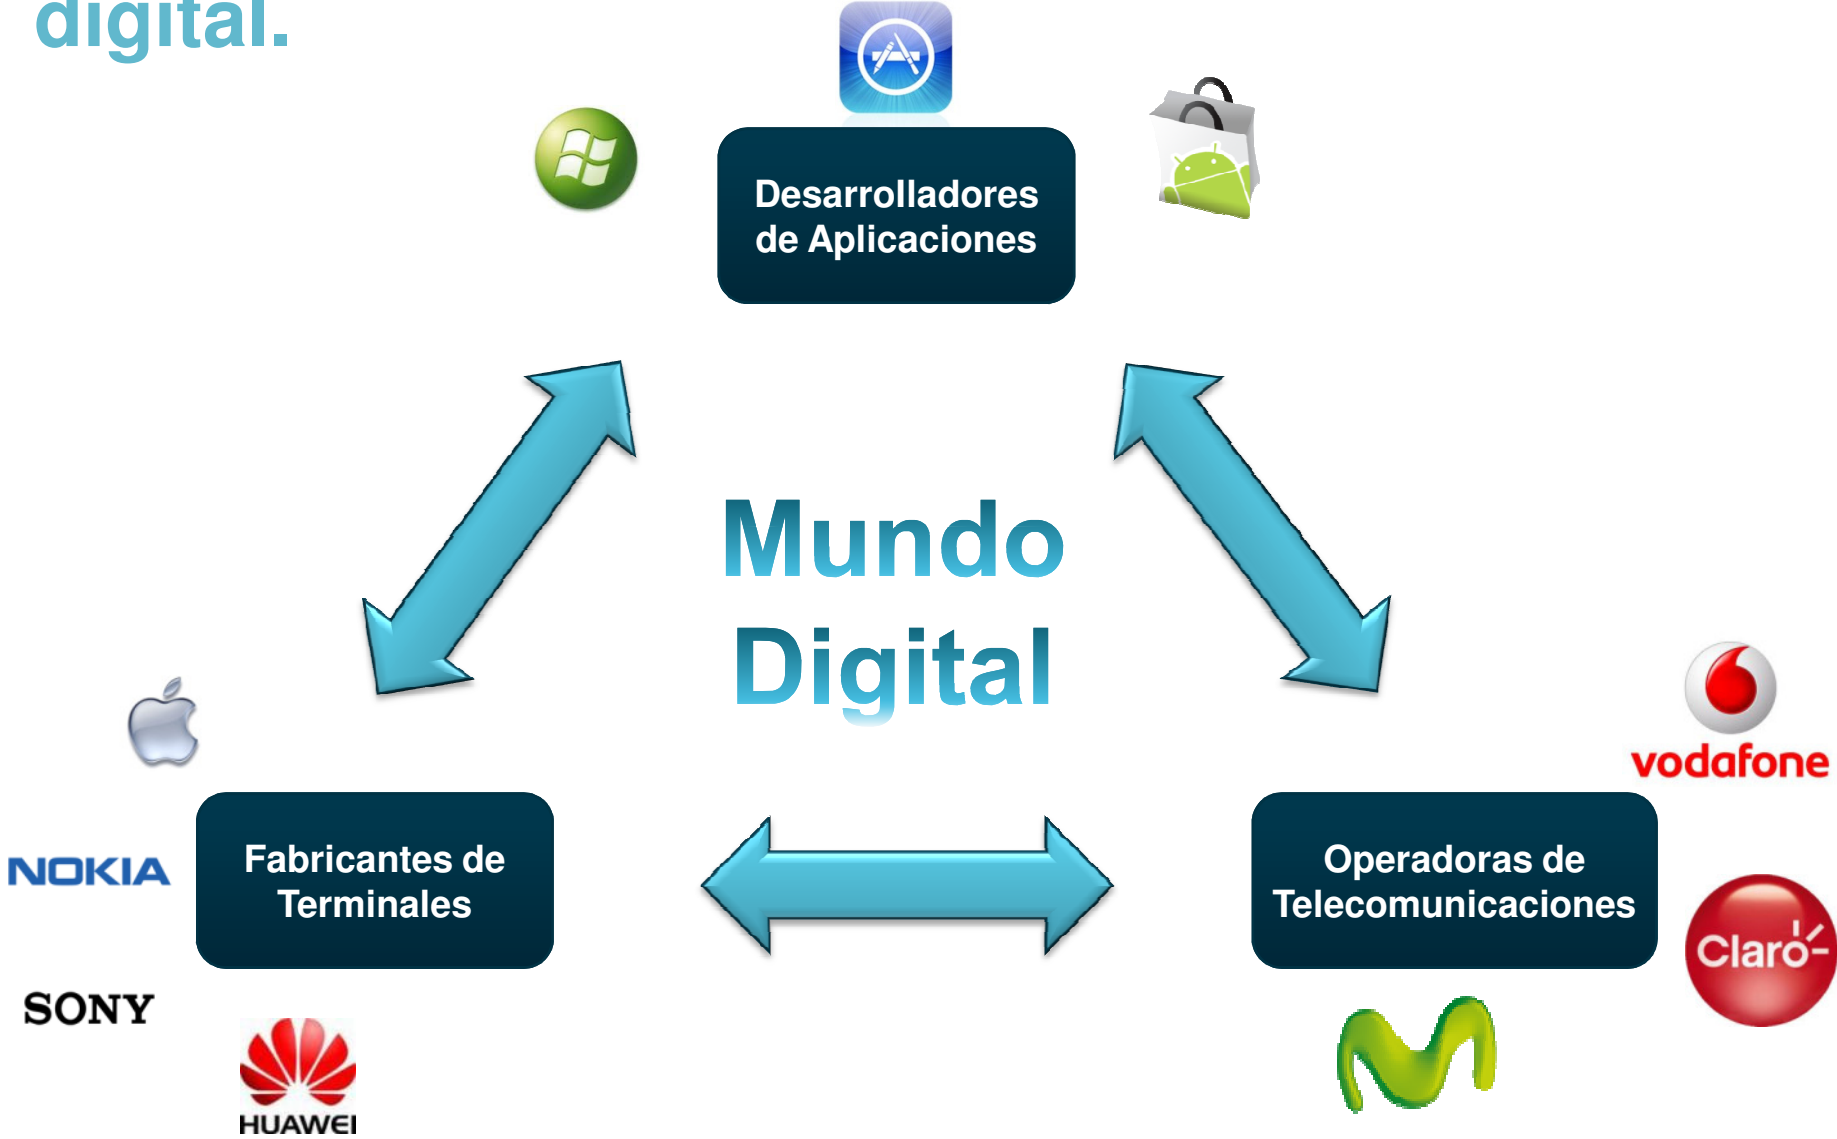 digital.
Desarrolladores
de Aplicaciones
Mundo
Digital
vodafone
Fabricantes de
Terminales
NOKIA
Operadoras de
Telecomunicaciones
Claro
SONY
HUAWEI